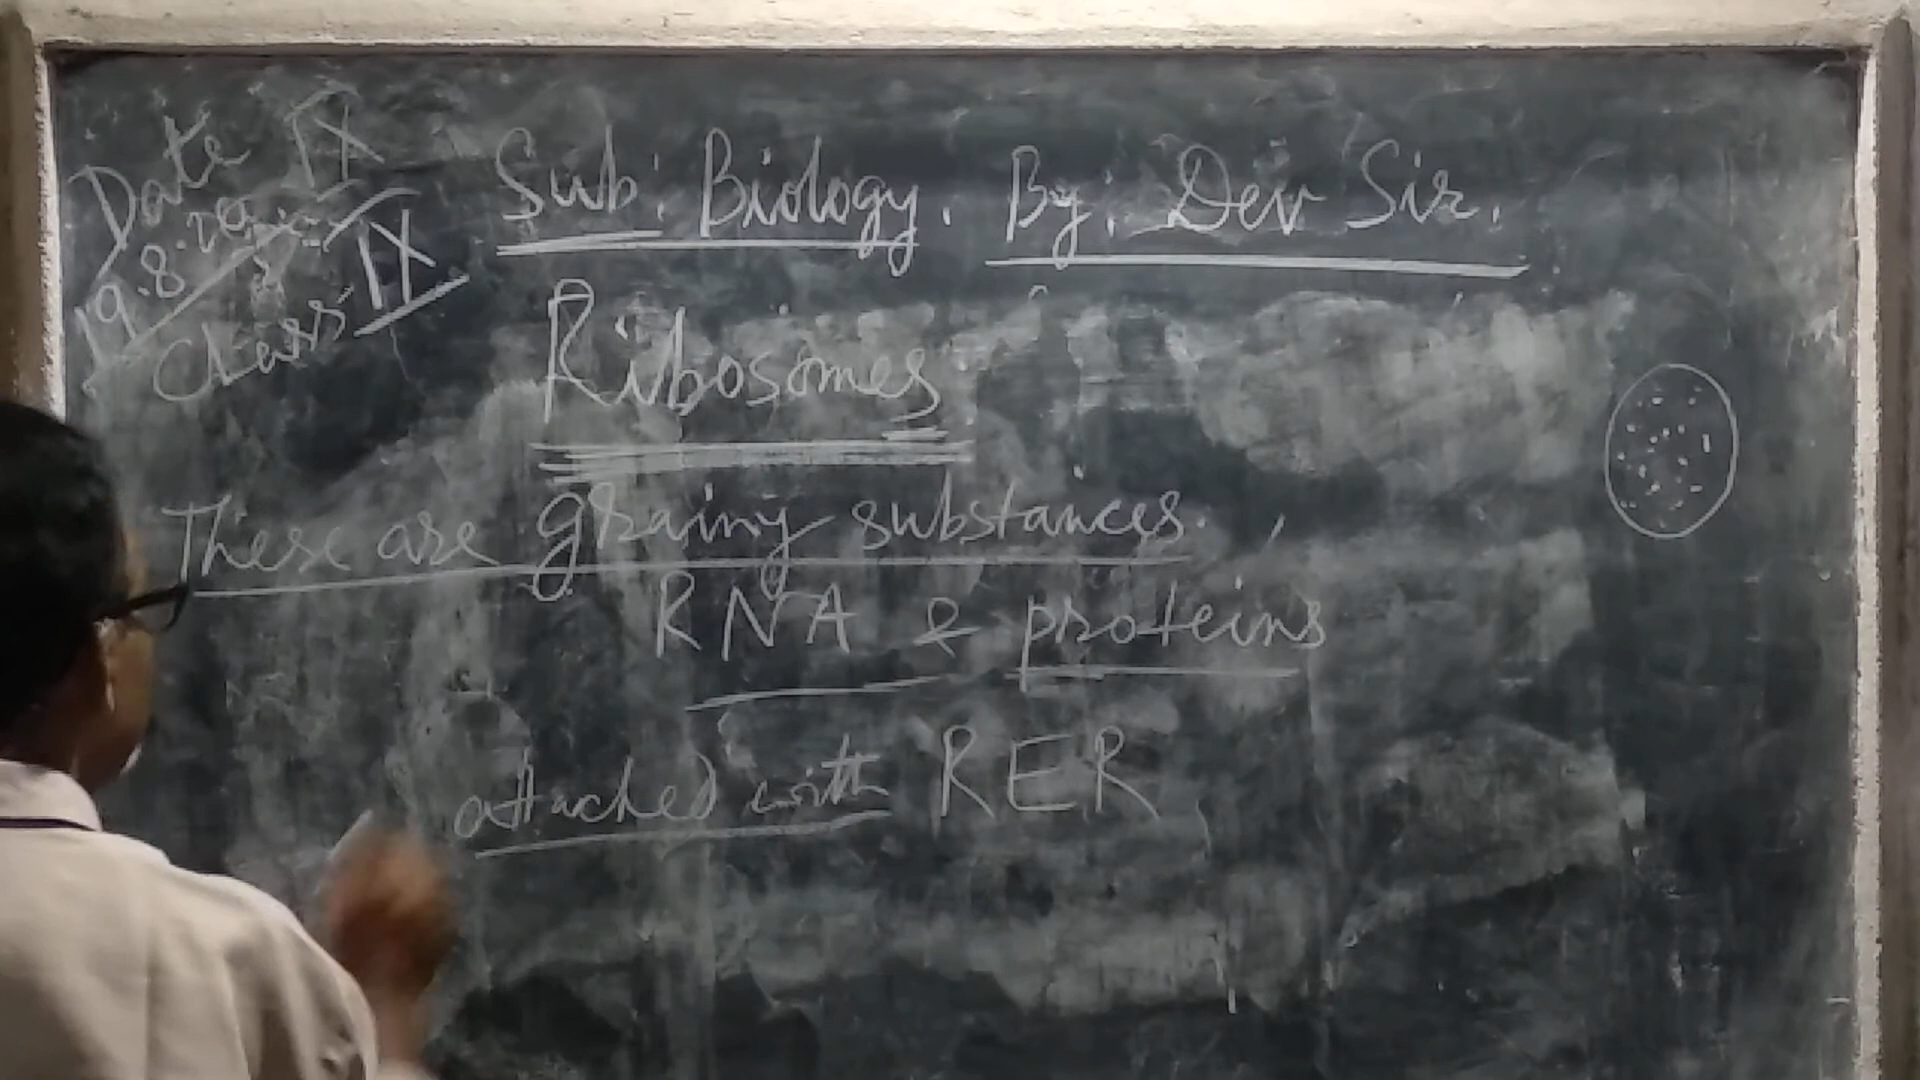 Date IX
19.8.20
Class IX
Sub: Biology. By: Dev Sir.
Ribosomes
These are grainy substances.
RNA & proteins
attached with RER